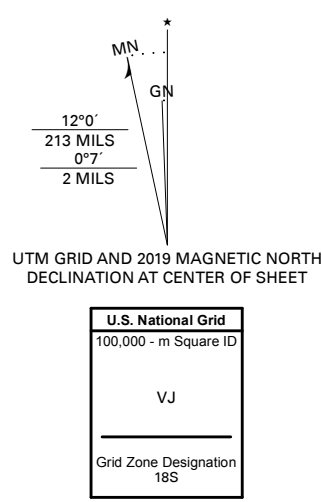 ★
MN
GN
12°0´
213 MILS
0°7´
2 MILS
UTM GRID AND 2019 MAGNETIC NORTH
DECLINATION AT CENTER OF SHEET
U.S. National Grid
100,000 - m Square ID
VJ
Grid Zone Designation
18S